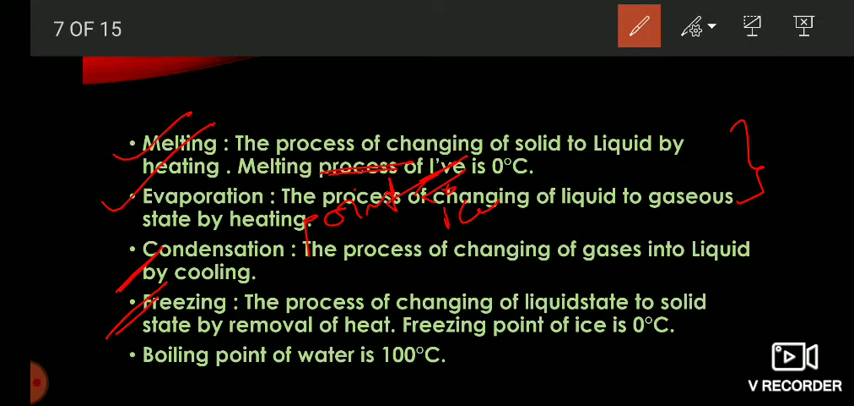 7 OF 15
• Melting : The process of changing of solid to Liquid by
heating . Melting process of I've is 0°C.
• Evaporation : The process of changing of liquid to gaseous
state by heating.
point of
ice
• Condensation : The process of changing of gases into Liquid
by cooling.
• Freezing : The process of changing of liquidstate to solid
state by removal of heat. Freezing point of ice is 0°C.
• Boiling point of water is 100°C.
V RECORDER